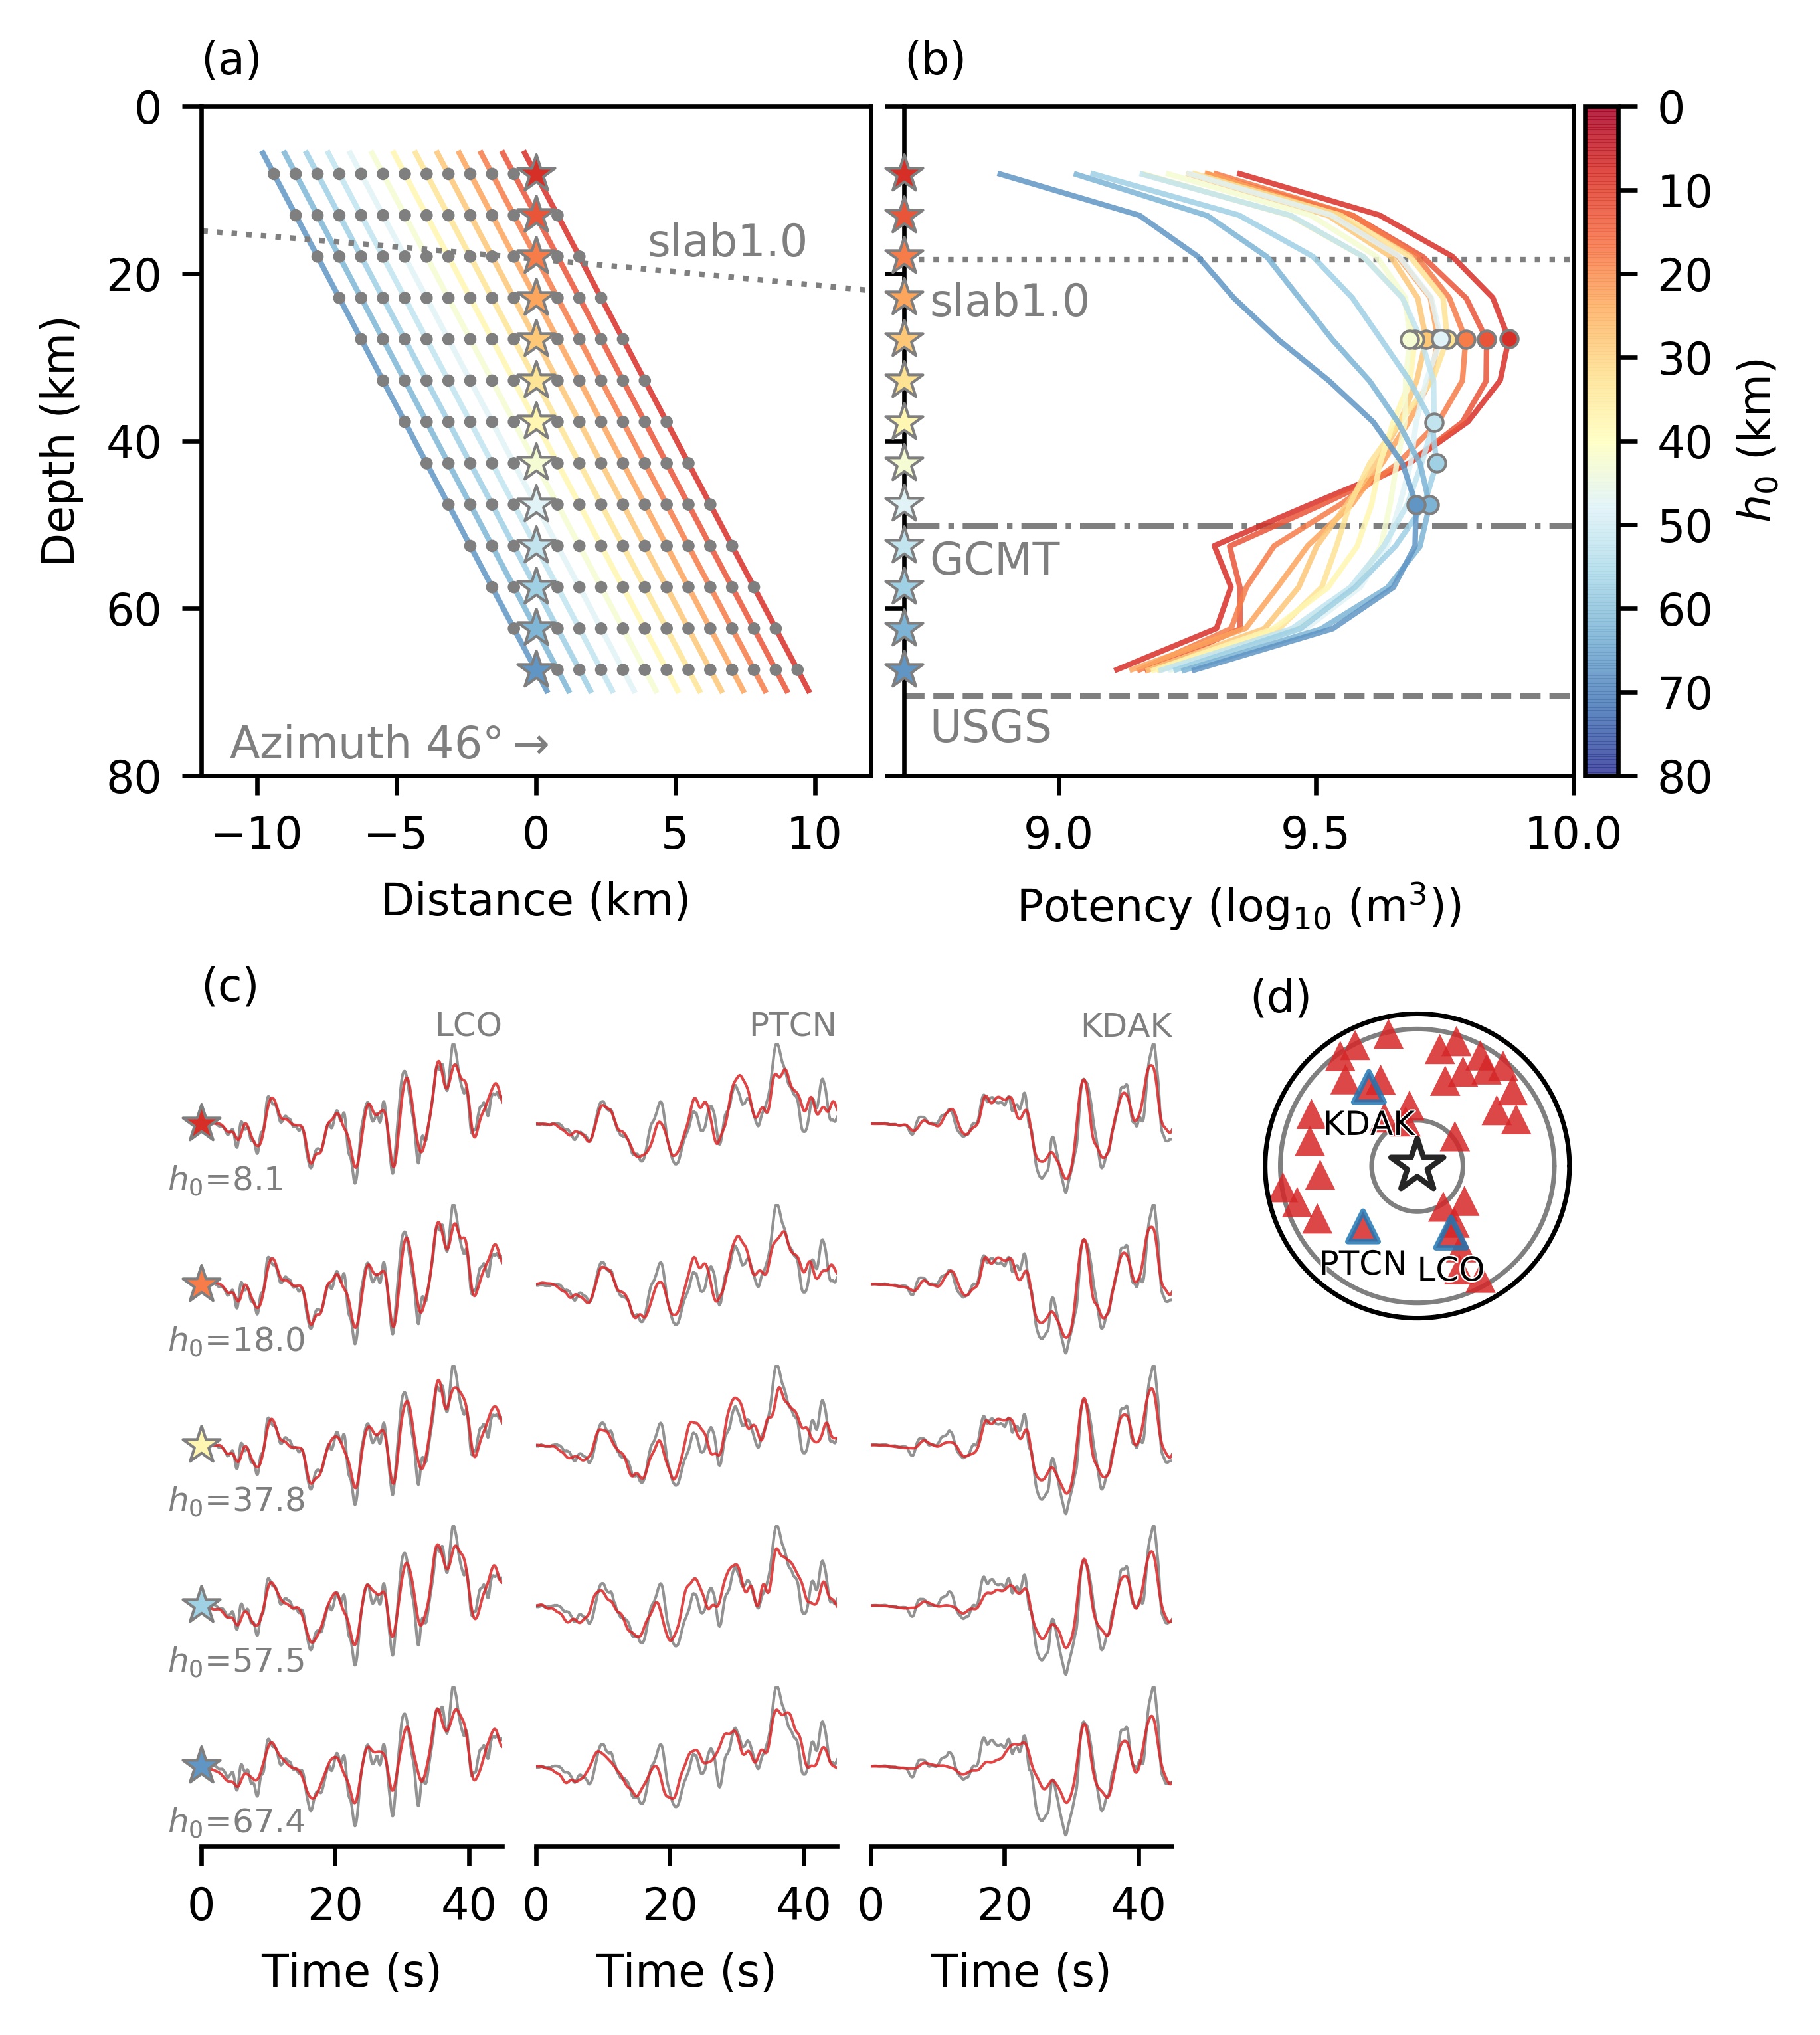 (a)
(b)
0
20
40
60
80
Depth (km)
slab1.0
Azimuth 46° →
−10
−5
0
5
10
Distance (km)
slab1.0
GCMT
USGS
9.0
9.5
10.0
Potency (log₁₀ (m³))
0
10
20
30
40
50
60
70
80
h₀ (km)
(c)
LCO
PTCN
KDAK
h₀=8.1
h₀=18.0
h₀=37.8
h₀=57.5
h₀=67.4
0
20
40
0
20
40
0
20
40
Time (s)
Time (s)
Time (s)
(d)
KDAK
PTCN
LCO